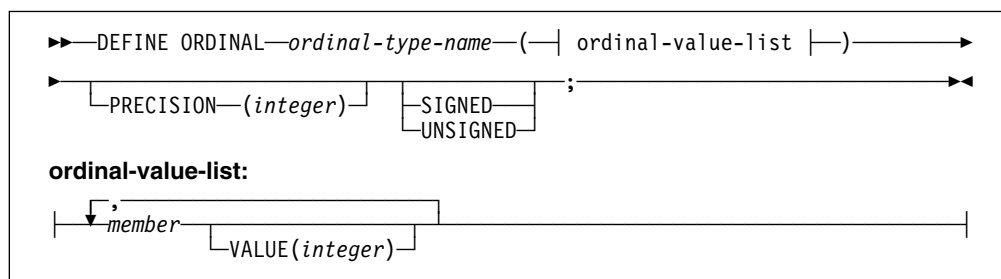 DEFINE ORDINAL ordinal-type-name ( ordinal-value-list )
PRECISION (integer) SIGNED ;
UNSIGNED
ordinal-value-list:
,
member
VALUE(integer)